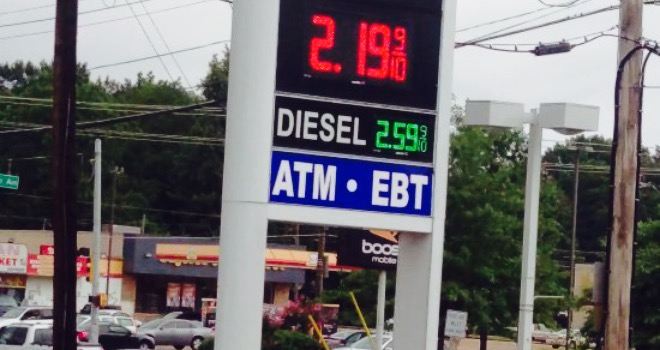 2.19 9/10
DIESEL 2.59 9/10
ATM • EBT
boost
mobile